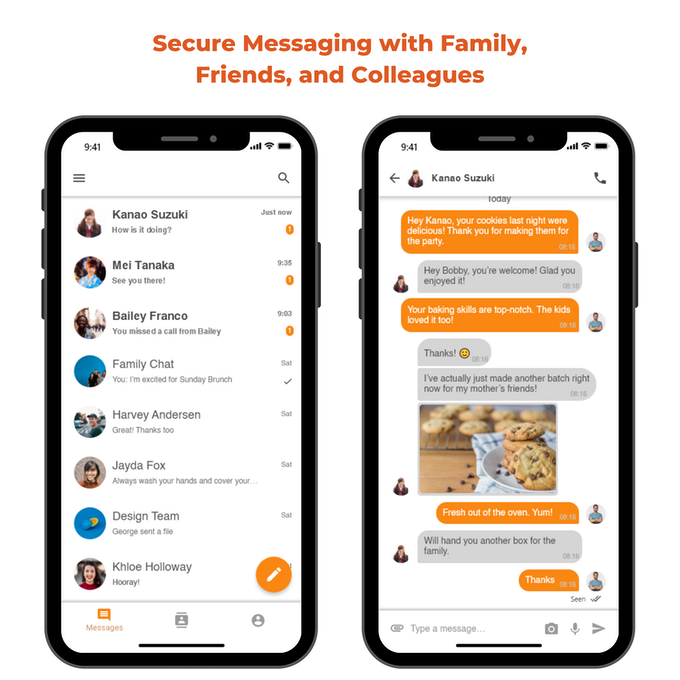 Secure Messaging with Family,
Friends, and Colleagues
9:41
Kanao Suzuki
Just now
How is it doing?
1
Mei Tanaka
9:35
See you there!
1
Bailey Franco
9:03
You missed a call from Bailey
1
Family Chat
Sat
You: I'm excited for Sunday Brunch
Harvey Andersen
Sat
Great! Thanks too
Jayda Fox
Sat
Always wash your hands and cover your...
Design Team
Sat
George sent a file
Khloe Holloway
Hooray!
Messages
9:41
Kanao Suzuki
Today
Hey Kanao, your cookies last night were
delicious! Thank you for making them for
the party.
08:16
Hey Bobby, you're welcome! Glad you
enjoyed it!
08:16
Your baking skills are top-notch. The kids
loved it too!
08:16
Thanks! 🙂
08:16
I've actually just made another batch right
now for my mother's friends!
08:16
Fresh out of the oven. Yum!
08:16
Will hand you another box for the
family.
08:16
Thanks
08:16
Seen
Type a message...